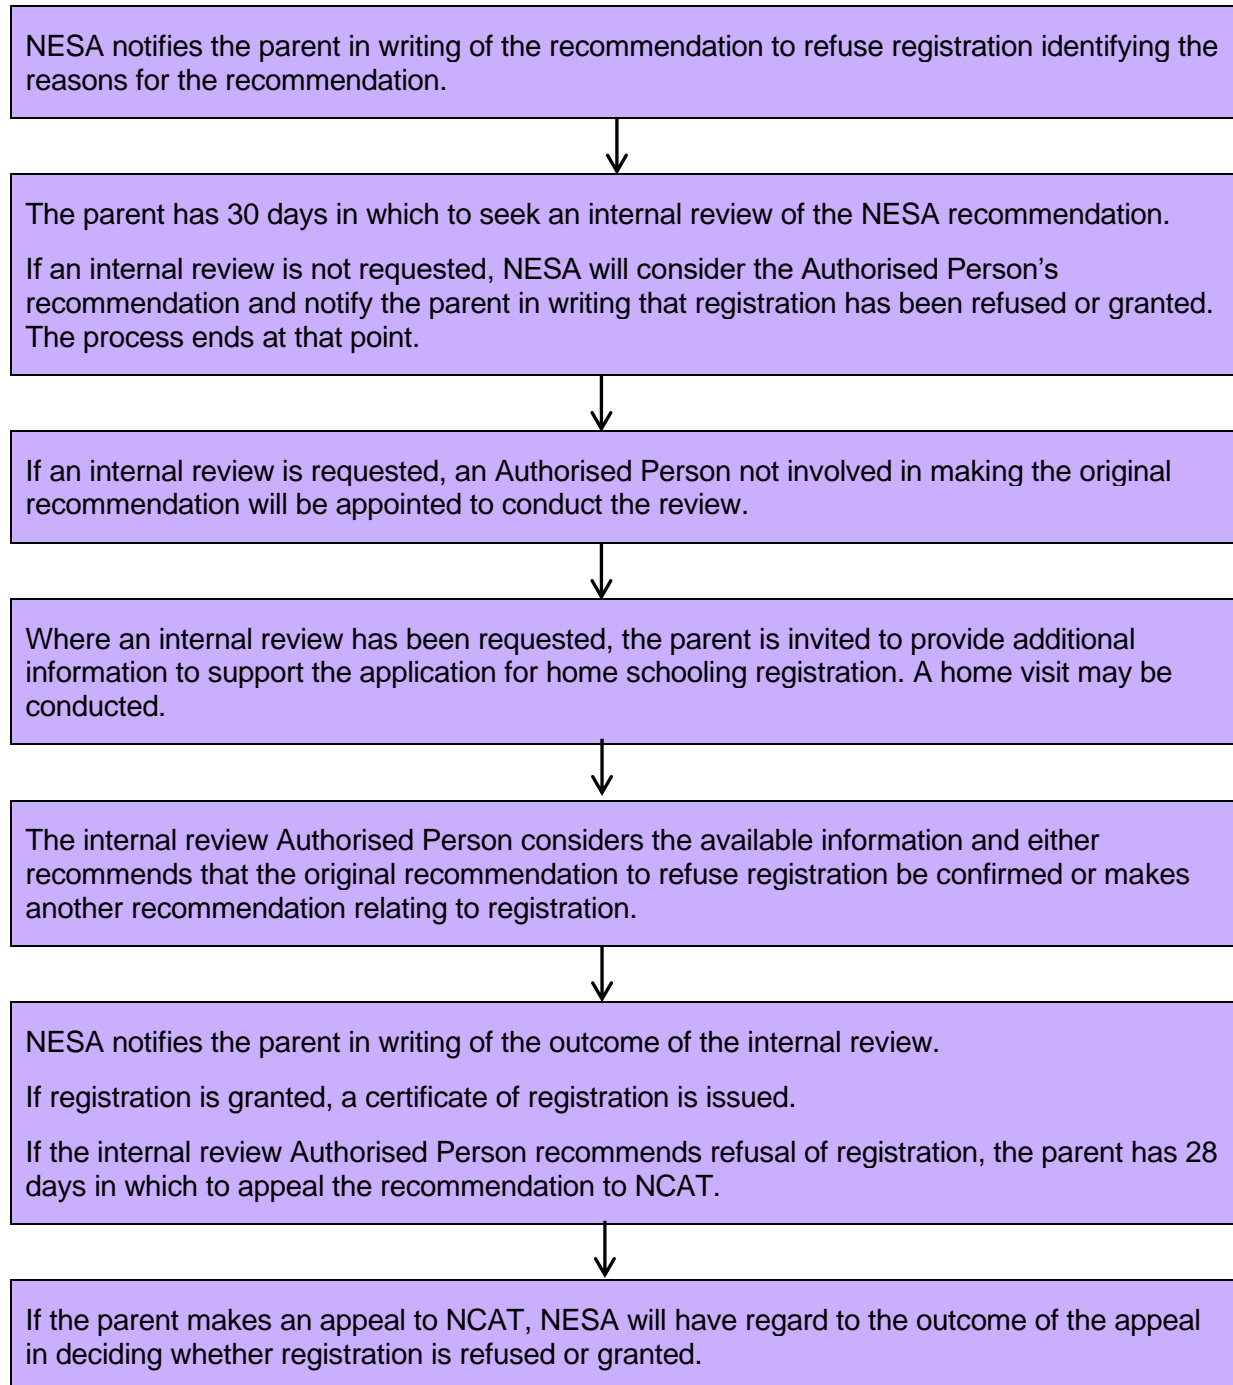 NESA notifies the parent in writing of the recommendation to refuse registration identifying the
reasons for the recommendation.
The parent has 30 days in which to seek an internal review of the NESA recommendation.
If an internal review is not requested, NESA will consider the Authorised Person's
recommendation and notify the parent in writing that registration has been refused or granted.
The process ends at that point.
If an internal review is requested, an Authorised Person not involved in making the original
recommendation will be appointed to conduct the review.
Where an internal review has been requested, the parent is invited to provide additional
information to support the application for home schooling registration. A home visit may be
conducted.
The internal review Authorised Person considers the available information and either
recommends that the original recommendation to refuse registration be confirmed or makes
another recommendation relating to registration.
NESA notifies the parent in writing of the outcome of the internal review.
If registration is granted, a certificate of registration is issued.
If the internal review Authorised Person recommends refusal of registration, the parent has 28
days in which to appeal the recommendation to NCAT.
If the parent makes an appeal to NCAT, NESA will have regard to the outcome of the appeal
in deciding whether registration is refused or granted.